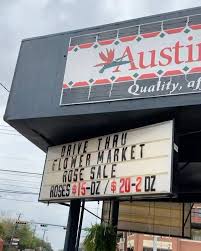 Austin
Quality, af
DRIVE THRU
FLOWER MARKET
ROSE SALE
ROSES $15-DZ / $20-2 DZ